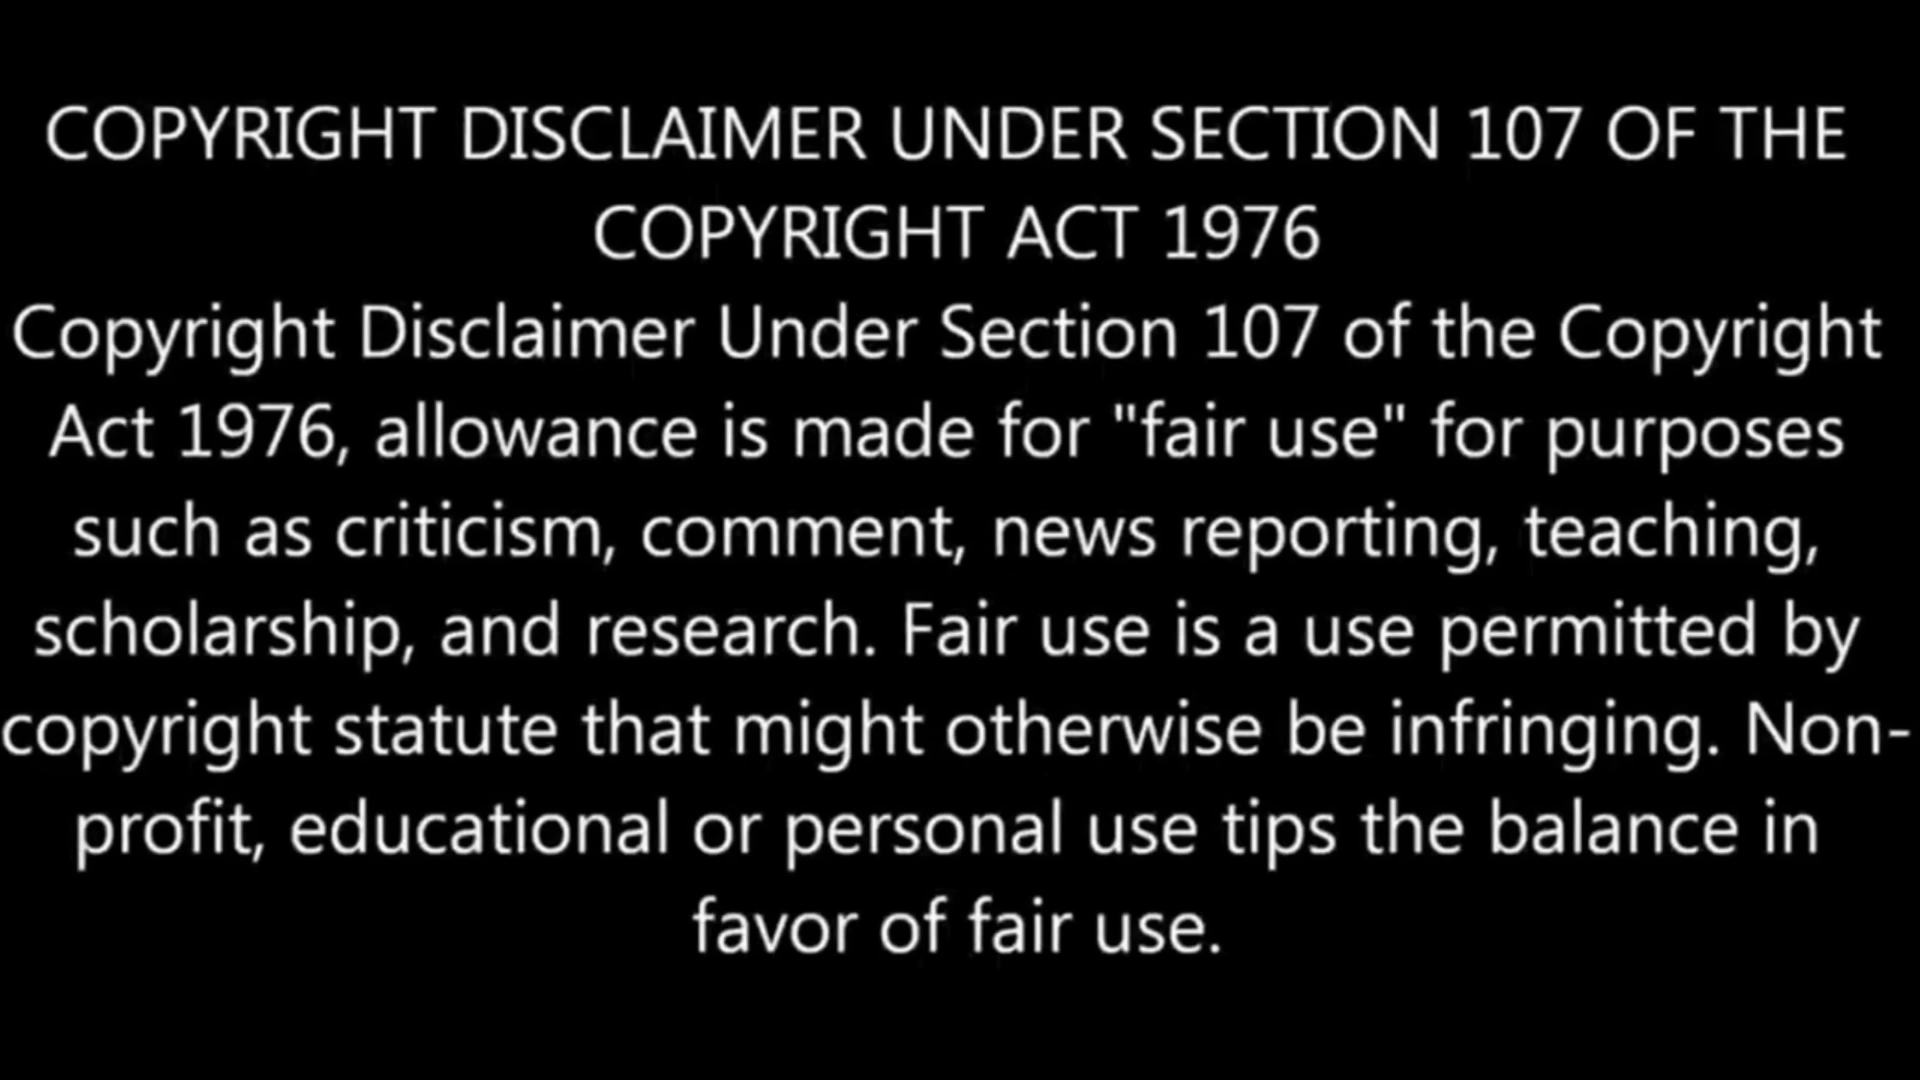 COPYRIGHT DISCLAIMER UNDER SECTION 107 OF THE
COPYRIGHT ACT 1976
Copyright Disclaimer Under Section 107 of the Copyright
Act 1976, allowance is made for "fair use" for purposes
such as criticism, comment, news reporting, teaching,
scholarship, and research. Fair use is a use permitted by
copyright statute that might otherwise be infringing. Non-
profit, educational or personal use tips the balance in
favor of fair use.